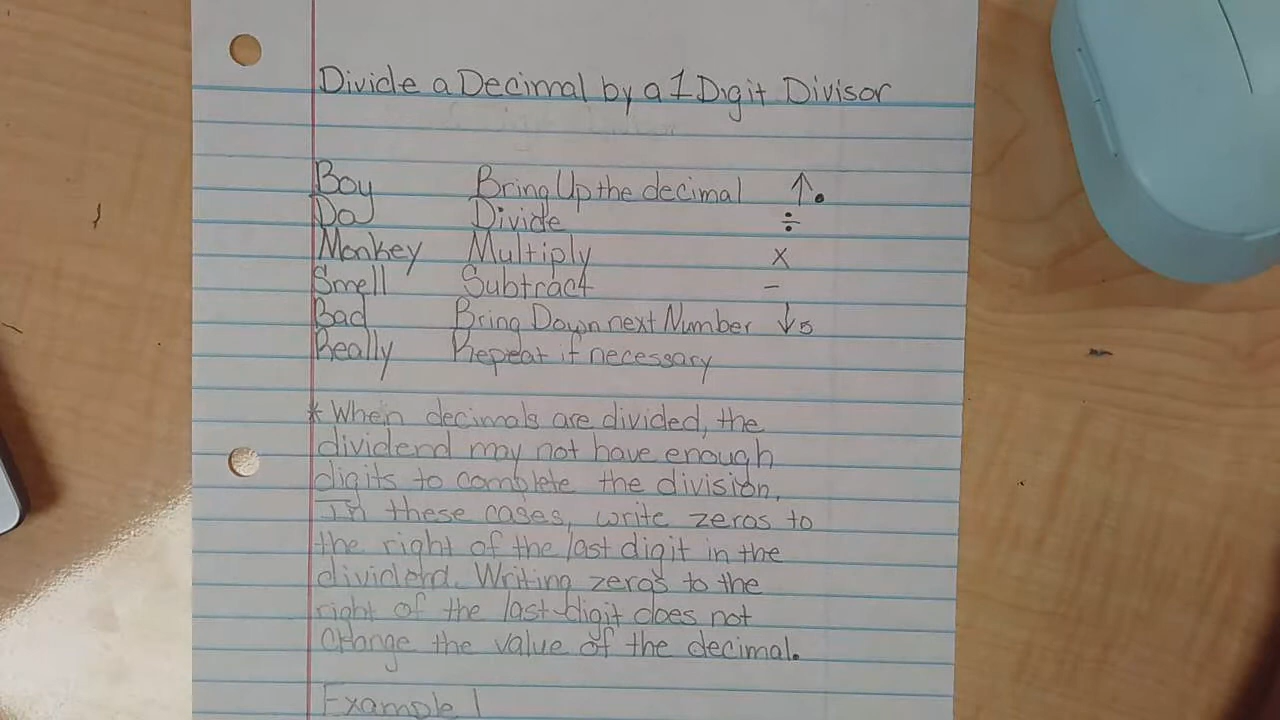 Divide a Decimal by a 1 Digit Divisor
Boy Bring Up the decimal ↑.
Do Divide ÷
Monkey Multiply x
Smell Subtract -
Bad Bring Down next Number ↓5
Really Repeat if necessary
* When decimals are divided, the
dividend may not have enough
digits to complete the division.
In these cases, write zeros to
the right of the last digit in the
dividend. Writing zeros to the
right of the last digit does not
change the value of the decimal.
Example 1